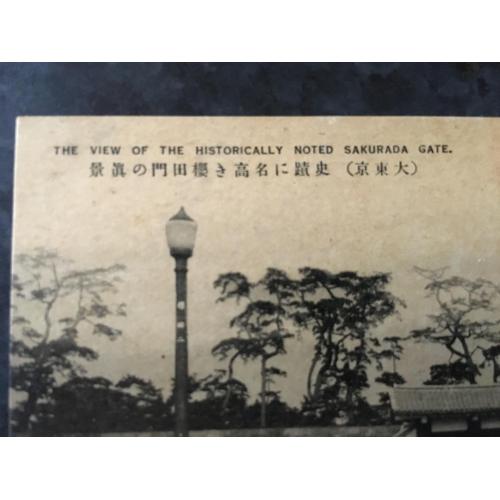 THE VIEW OF THE HISTORICALLY NOTED SAKURADA GATE.
(大東京) 史蹟に名高き櫻田門の眞景